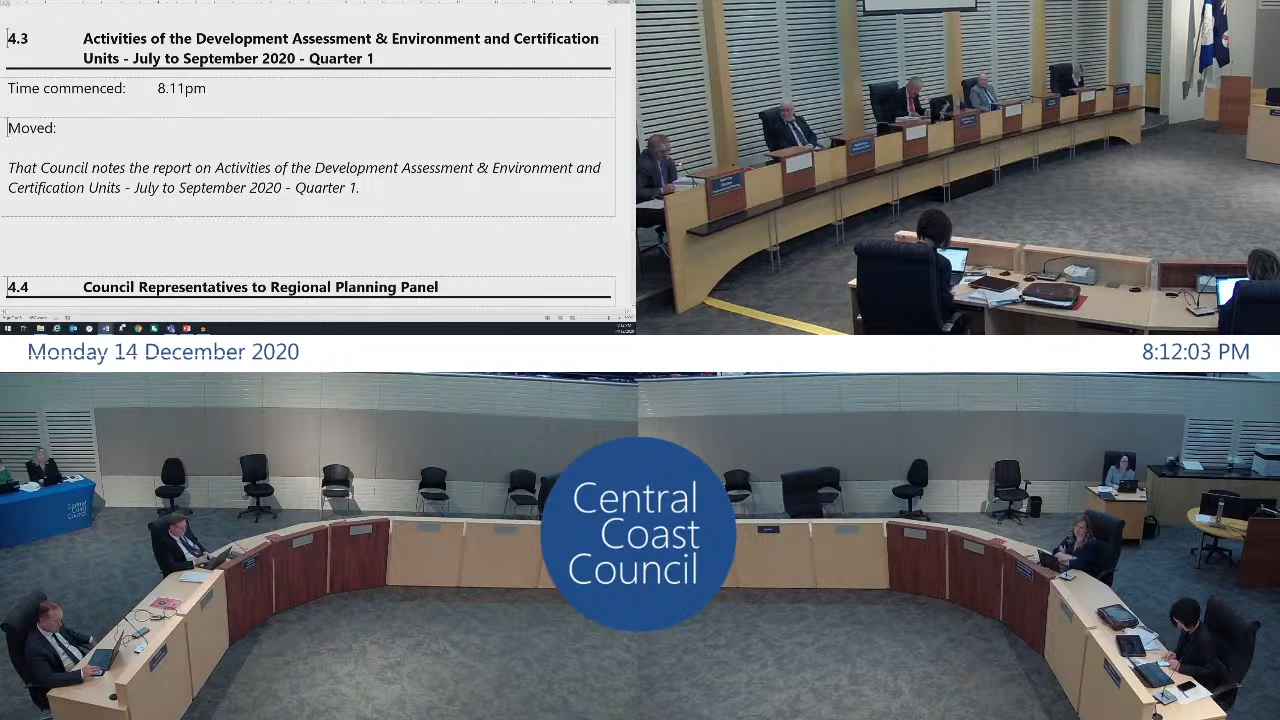 4.3 Activities of the Development Assessment & Environment and Certification
Units - July to September 2020 - Quarter 1
Time commenced: 8.11pm
Moved:
That Council notes the report on Activities of the Development Assessment & Environment and
Certification Units - July to September 2020 - Quarter 1.
4.4 Council Representatives to Regional Planning Panel
Monday 14 December 2020
8:12:03 PM
Central
Coast
Council